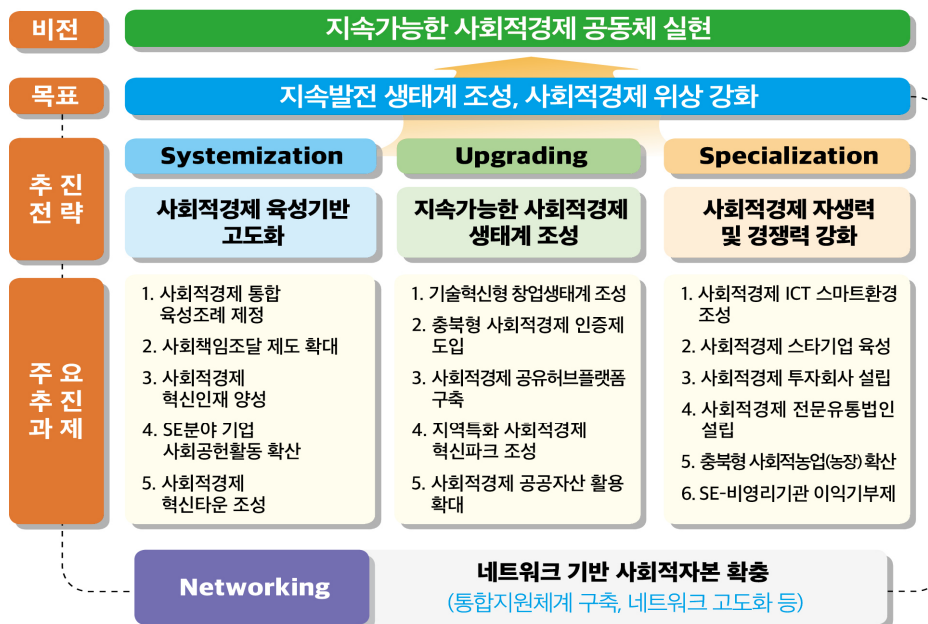 비전
지속가능한 사회적경제 공동체 실현
목표
지속발전 생태계 조성, 사회적경제 위상 강화
추 진
전 략
Systemization
사회적경제 육성기반
고도화
Upgrading
지속가능한 사회적경제
생태계 조성
Specialization
사회적경제 자생력
및 경쟁력 강화
주 요
추 진
과 제
1. 사회적경제 통합
육성조례 제정
2. 사회책임조달 제도 확대
3. 사회적경제
혁신인재 양성
4. SE분야 기업
사회공헌활동 확산
5. 사회적경제
혁신타운 조성
1. 기술혁신형 창업생태계 조성
2. 충북형 사회적경제 인증제
도입
3. 사회적경제 공유허브플랫폼
구축
4. 지역특화 사회적경제
혁신파크 조성
5. 사회적경제 공공자산 활용
확대
1. 사회적경제 ICT 스마트환경
조성
2. 사회적경제 스타기업 육성
3. 사회적경제 투자회사 설립
4. 사회적경제 전문유통법인
설립
5. 충북형 사회적농업(농장) 확산
6. SE-비영리기관 이익기부제
Networking
네트워크 기반 사회적자본 확충
(통합지원체계 구축, 네트워크 고도화 등)